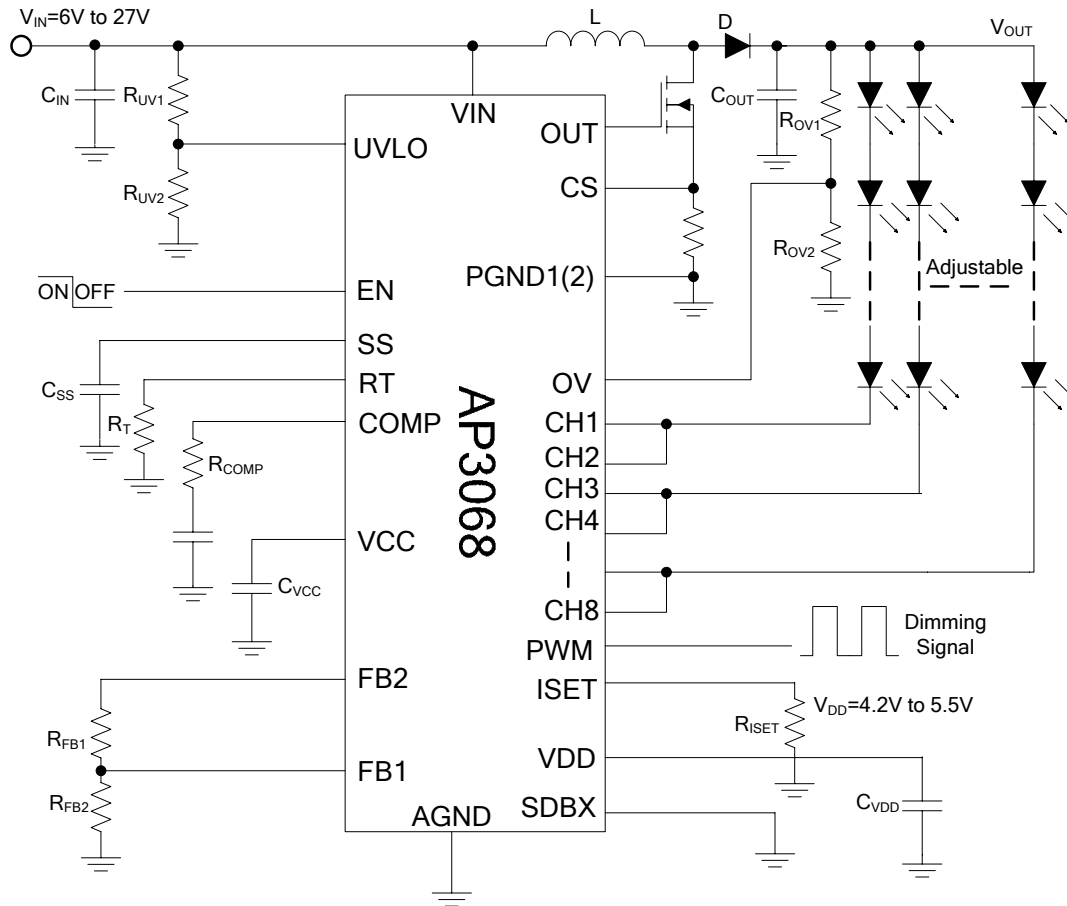 V_IN=6V to 27V
L
D
V_OUT
C_IN
R_UV1
VIN
C_OUT
R_OV1
OUT
UVLO
CS
R_UV2
R_OV2
PGND1(2)
Adjustable
ON OFF
EN
SS
C_SS
RT
OV
R_T
COMP
CH1
R_COMP
CH2
AP3068
CH3
CH4
VCC
C_VCC
CH8
PWM
Dimming
Signal
FB2
ISET
V_DD=4.2V to 5.5V
R_ISET
R_FB1
FB1
VDD
R_FB2
SDBX
C_VDD
AGND